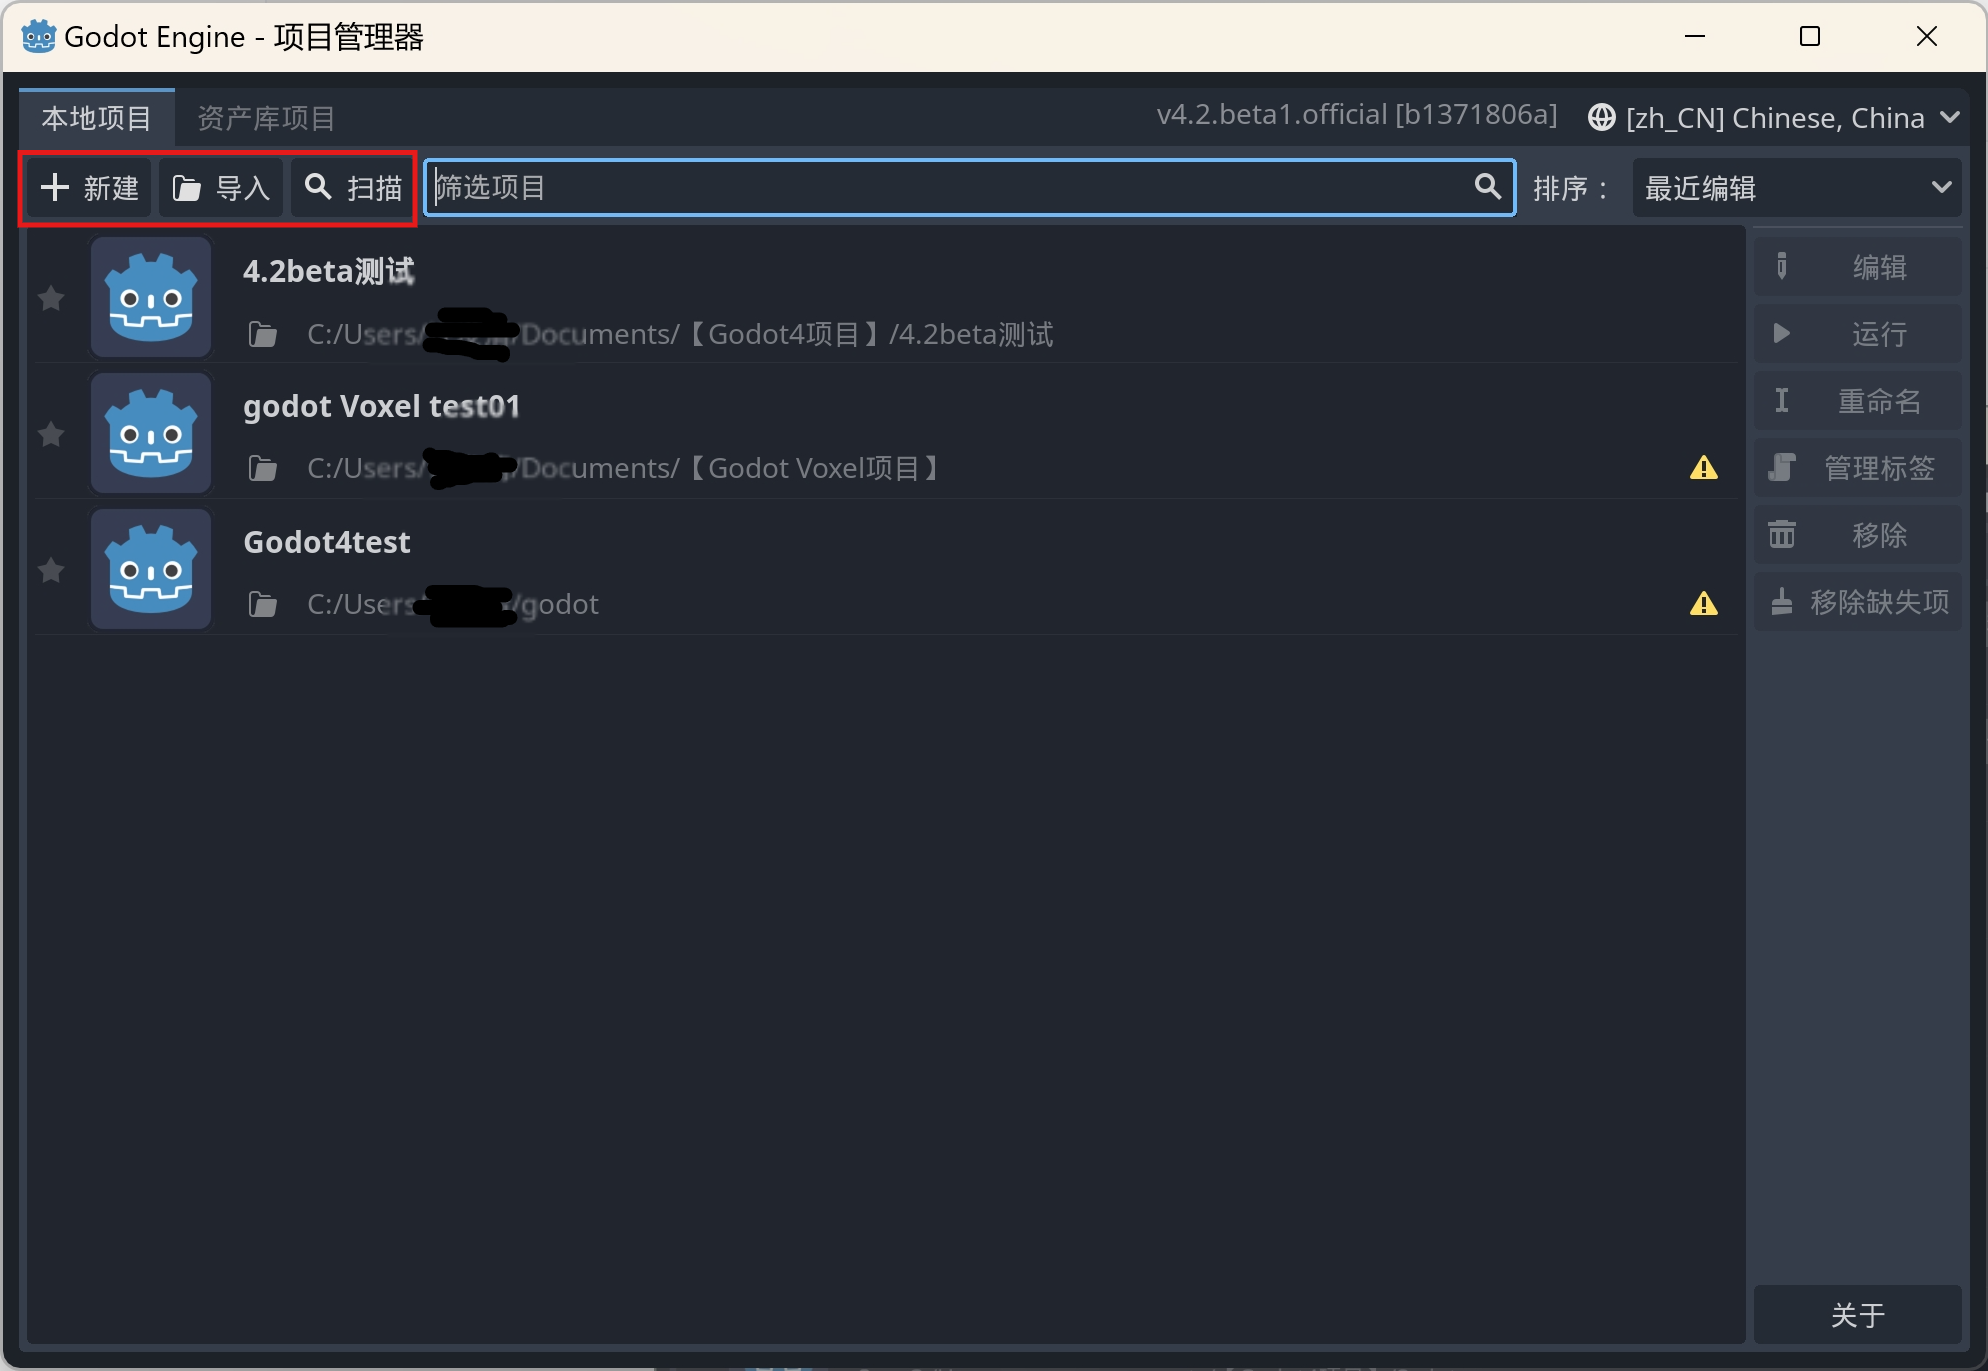 Godot Engine - 项目管理器
本地项目 资产库项目 v4.2.beta1.official [b1371806a] [zh_CN] Chinese, China
新建 导入 扫描 筛选项目 排序： 最近编辑
4.2beta测试
C:/Users/ /Documents/【Godot4项目】/4.2beta测试
godot Voxel test01
C:/Users/ /Documents/【Godot Voxel项目】
Godot4test
C:/Users /godot
编辑
运行
重命名
管理标签
移除
移除缺失项
关于